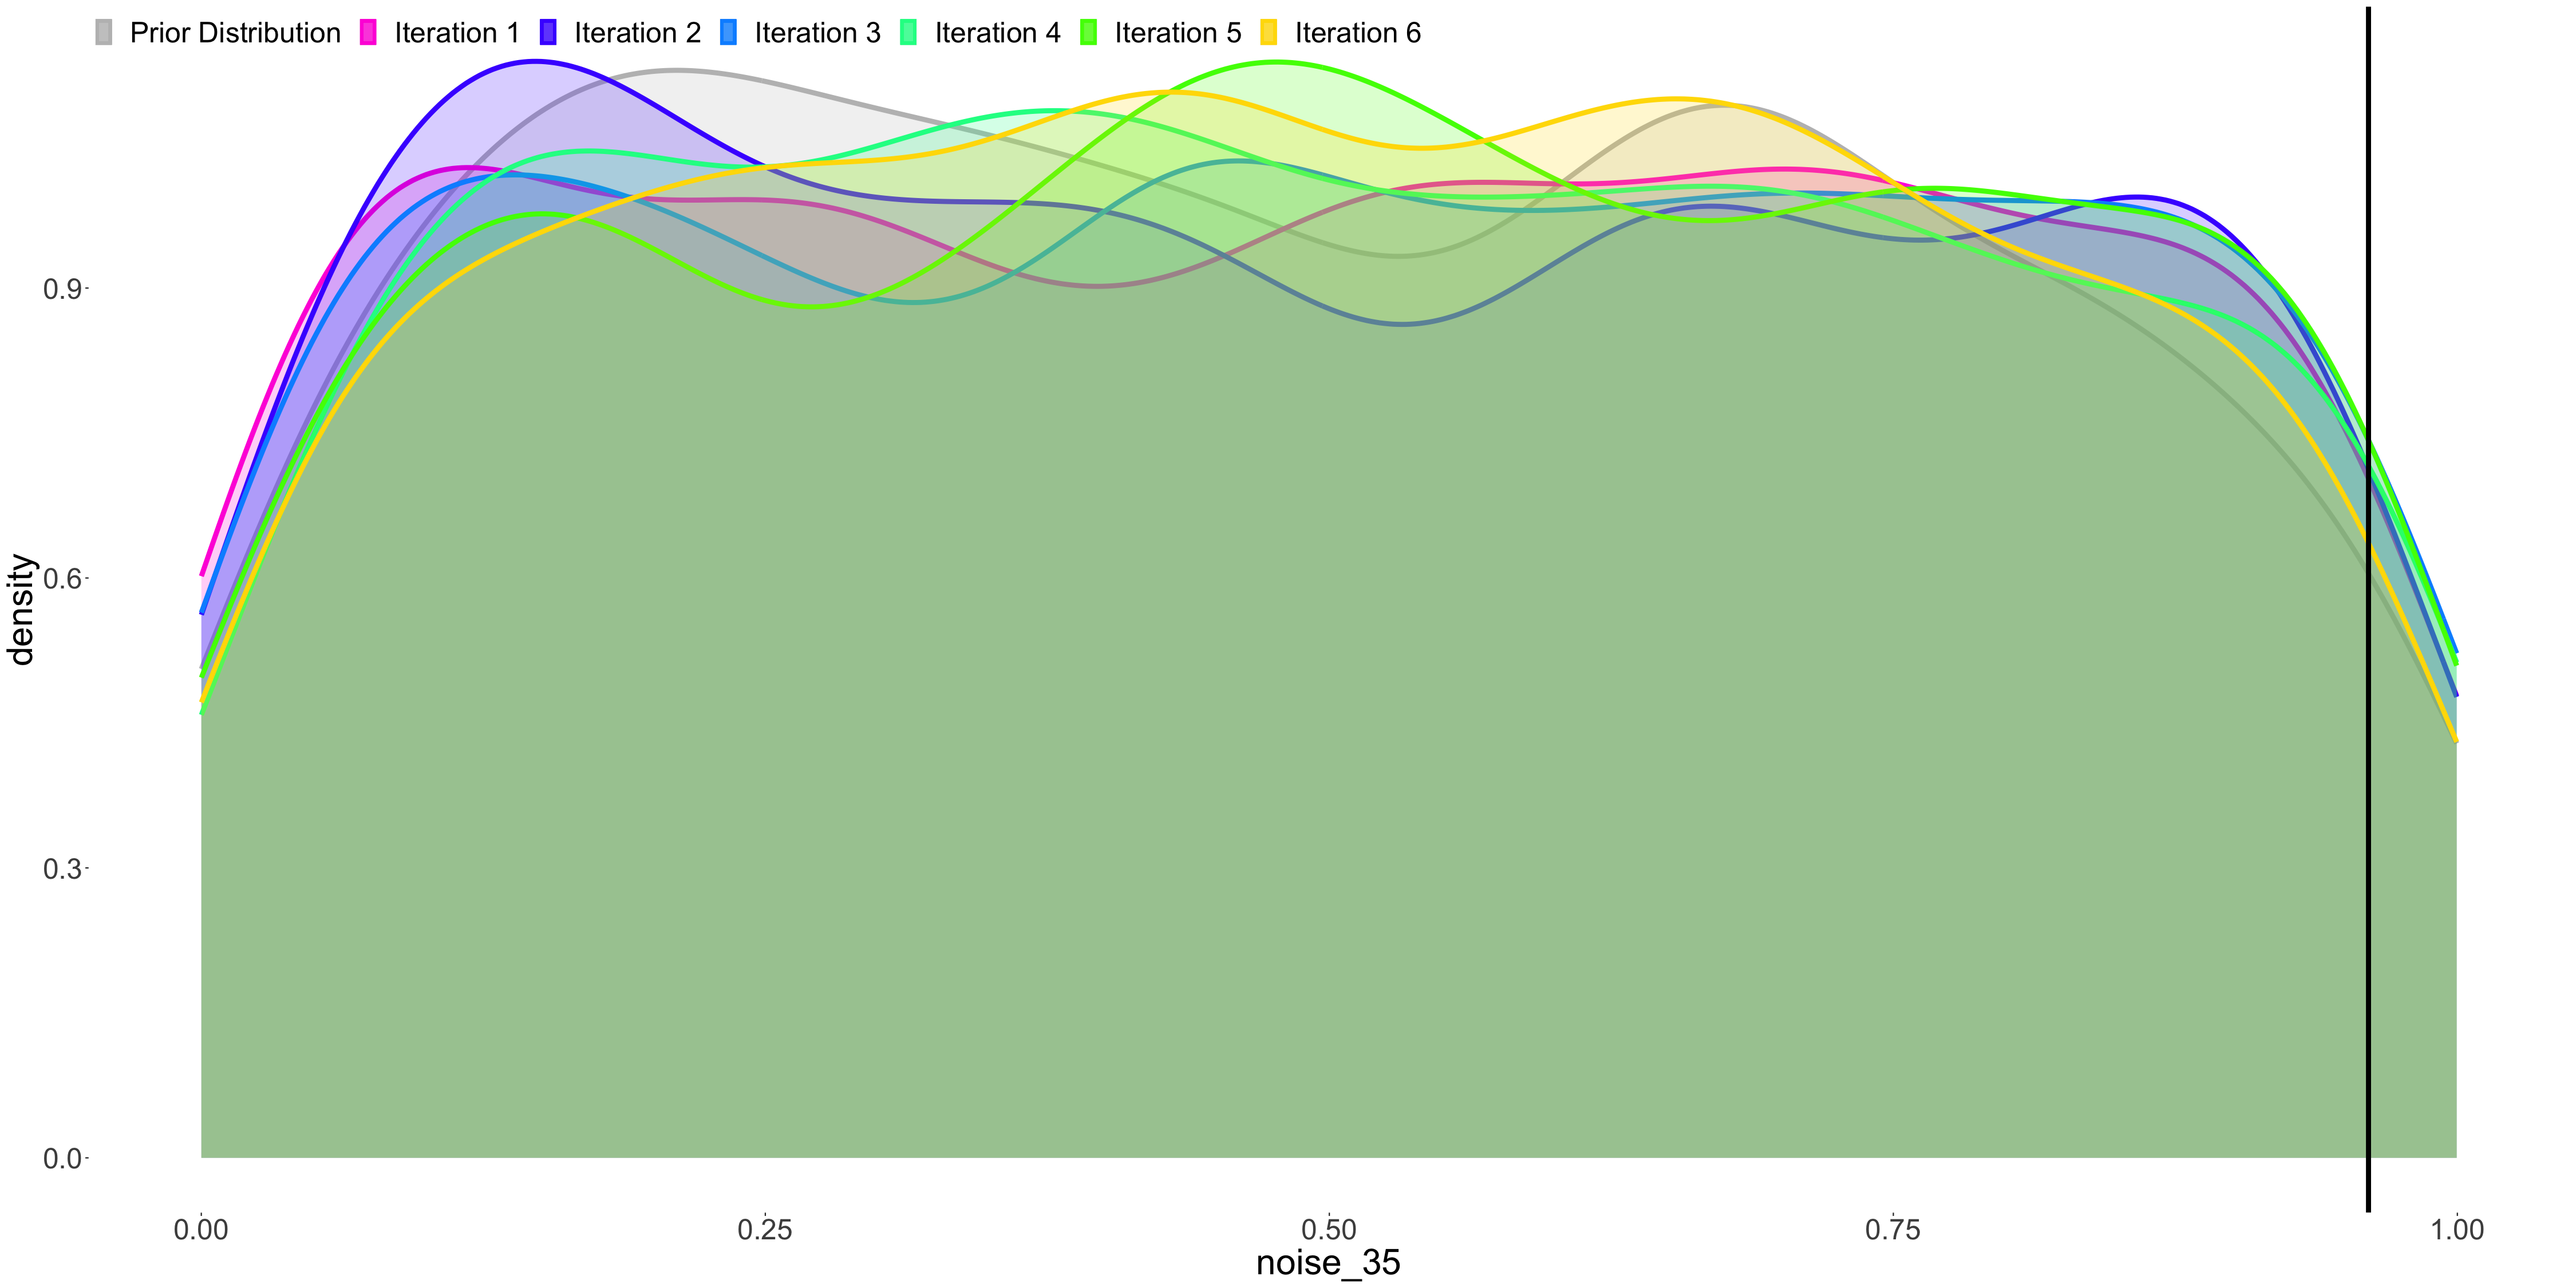 Prior Distribution Iteration 1 Iteration 2 Iteration 3 Iteration 4 Iteration 5 Iteration 6
density
0.9
0.6
0.3
0.0
0.00 0.25 0.50 0.75 1.00
noise_35